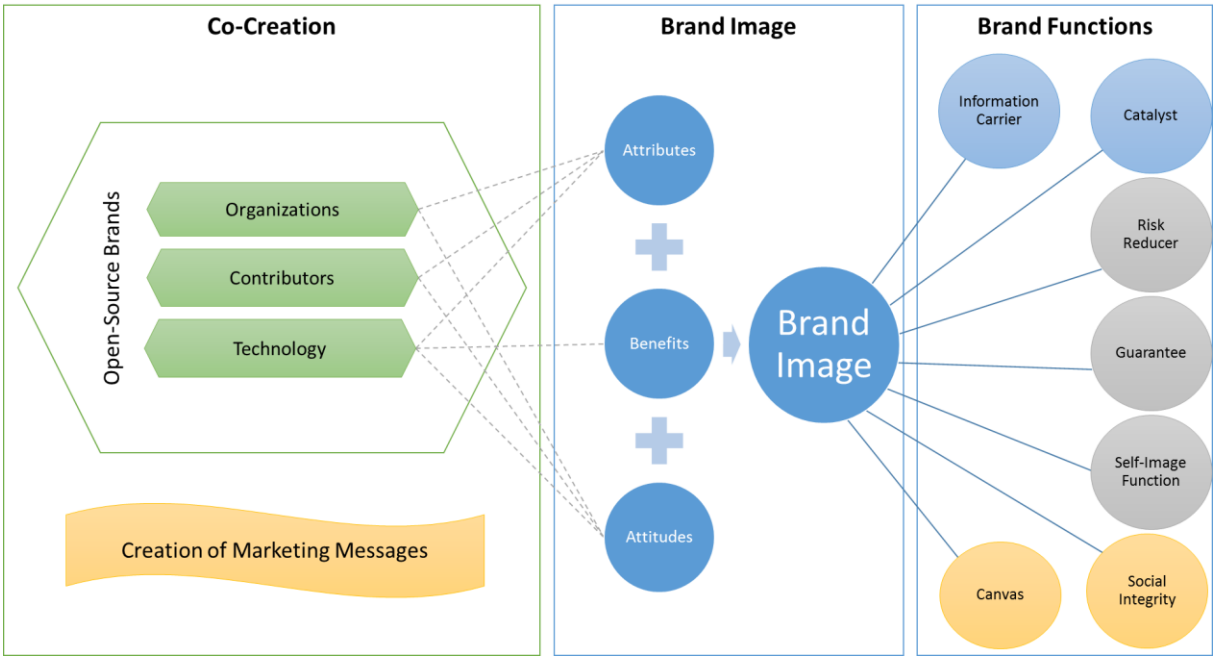 Co-Creation
Open-Source Brands
Organizations
Contributors
Technology
Creation of Marketing Messages
Brand Image
Attributes
Benefits
Attitudes
Brand
Image
Brand Functions
Information
Carrier
Catalyst
Risk
Reducer
Guarantee
Self-Image
Function
Canvas
Social
Integrity